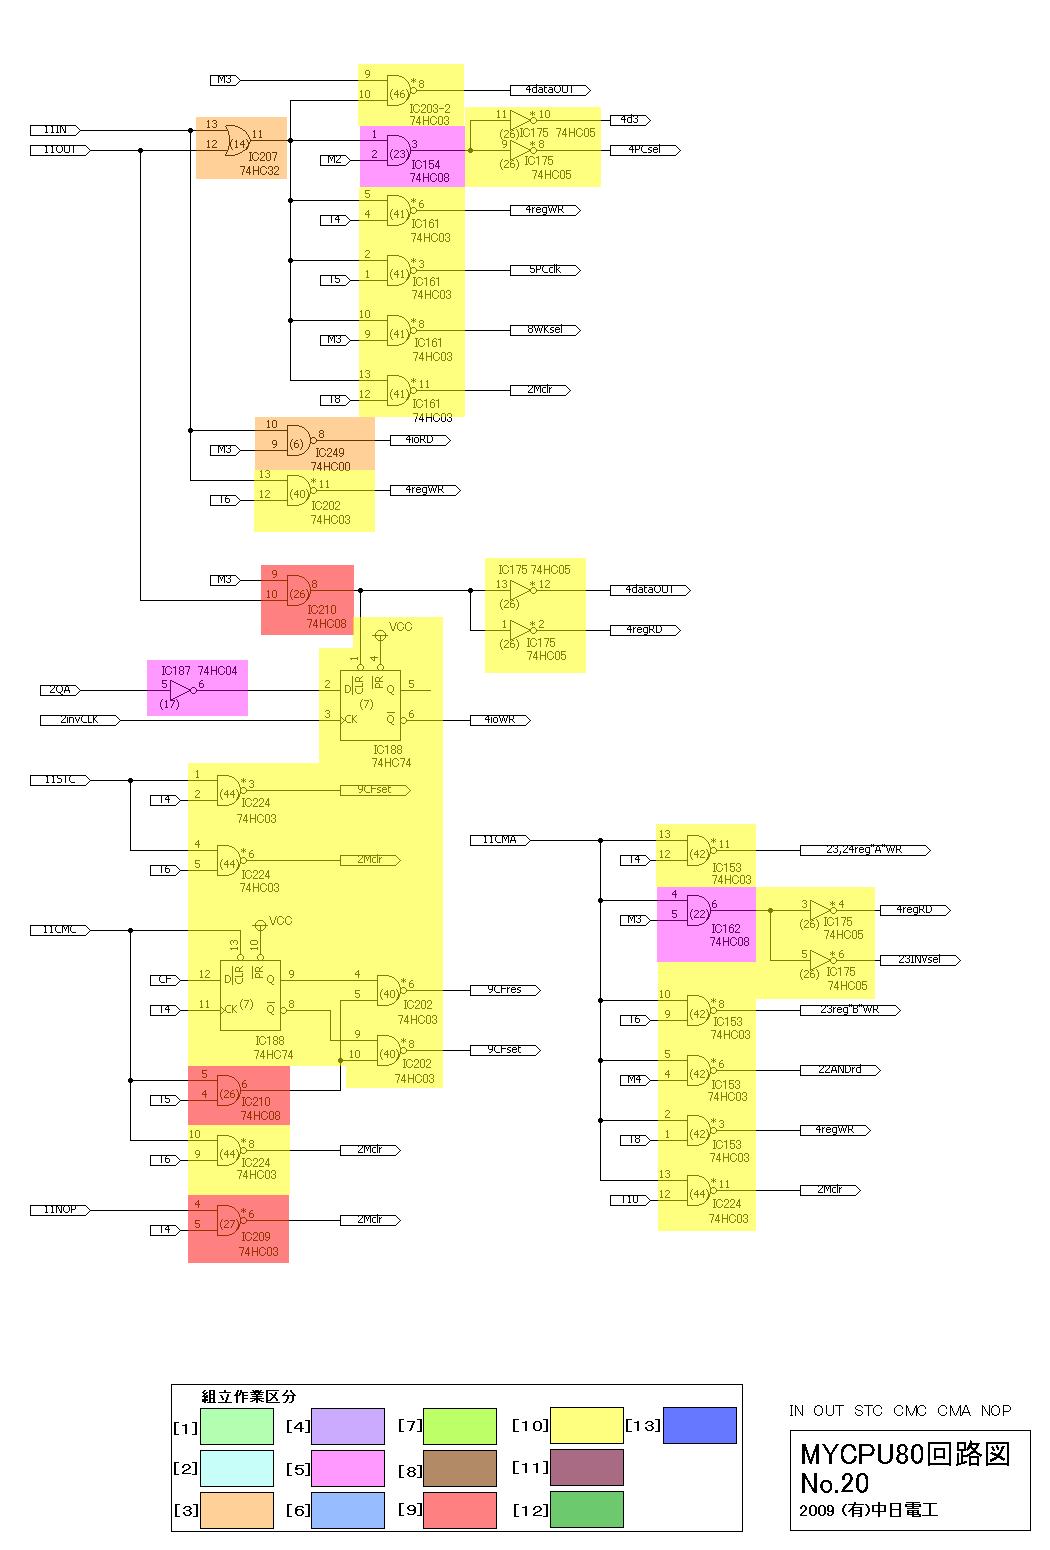 M3
9
10
(46)
*8
IC203-2
74HC03
4dataOUT
11IN
11OUT
13
12
(14)
11
IC207
74HC32
1
M2
2
(23)
3
IC154
74HC08
11
*10
(26)
IC175
74HC05
4d3
9
*8
(26)
IC175
74HC05
4PCsel
5
T4
4
(41)
*6
IC161
74HC03
4regWR
2
T5
1
(41)
*3
IC161
74HC03
5PCclk
10
M3
9
(41)
*8
IC161
74HC03
8WKsel
13
T8
12
(41)
*11
IC161
74HC03
2Mclr
10
M3
9
(6)
8
IC249
74HC00
4ioRD
13
T6
12
(40)
*11
IC202
74HC03
4regWR
M3
9
10
(26)
8
IC210
74HC08
IC175 74HC05
13
*12
(26)
4dataOUT
1
*2
(26)
IC175
74HC05
4regRD
VCC
1
4
IC187 74HC04
2QA
5
6
(17)
2
D
CLR
PR
Q
5
(7)
2invCLK
3
CK
Q
6
4ioWR
IC188
74HC74
11STC
1
T4
2
(44)
*3
IC224
74HC03
9CFset
4
T6
5
(44)
*6
IC224
74HC03
2Mclr
11CMC
VCC
13
10
CF
12
D
CLR
PR
Q
9
T4
11
CK
(7)
Q
8
IC188
74HC74
4
5
(40)
*6
IC202
74HC03
9CFres
9
10
(40)
*8
IC202
74HC03
9CFset
5
T5
4
(26)
6
IC210
74HC08
10
T6
9
(44)
*8
IC224
74HC03
2Mclr
11NOP
4
T4
5
(27)
*6
IC209
74HC03
2Mclr
11CMA
13
T4
12
(42)
*11
IC153
74HC03
23,24reg"A"WR
4
M3
5
(22)
6
IC162
74HC08
3
*4
(26)
IC175
74HC05
4regRD
5
*6
(26)
IC175
74HC05
23INVsel
10
T6
9
(42)
*8
IC153
74HC03
23reg"B"WR
5
M4
4
(42)
*6
IC153
74HC03
22ANDrd
2
T8
1
(42)
*3
IC153
74HC03
4regWR
13
T10
12
(44)
*11
IC224
74HC03
2Mclr
組立作業区分
[1] [4] [7] [10] [13]
[2] [5] [8] [11]
[3] [6] [9] [12]
IN OUT STC CMC CMA NOP
MYCPU80回路図
No.20
2009 (有)中日電工